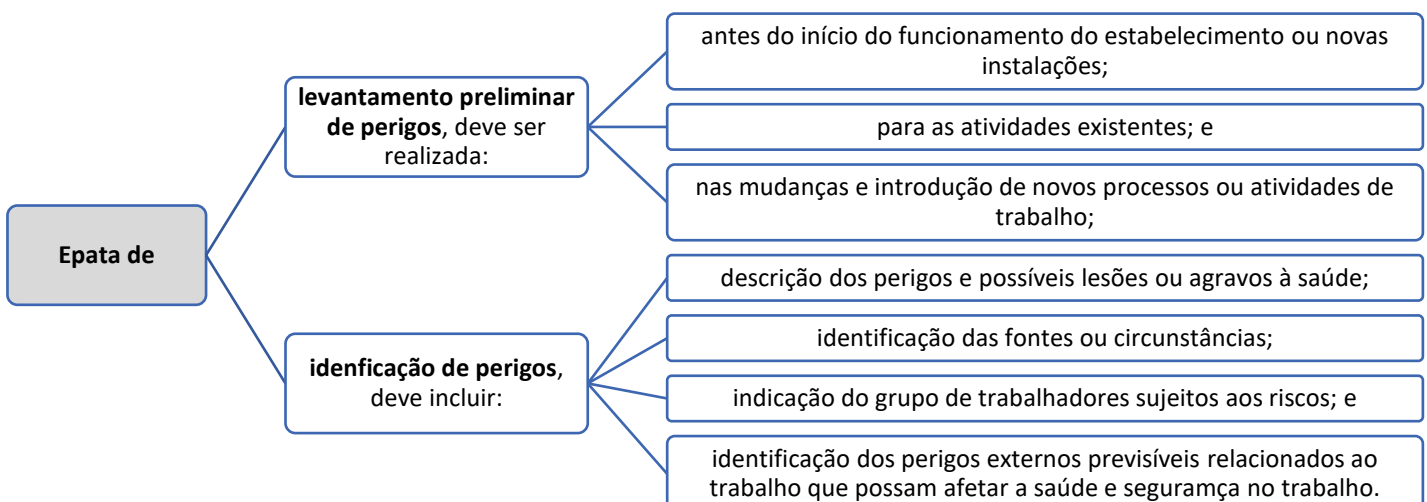 Epata de
levantamento preliminar
de perigos, deve ser
realizada:
antes do início do funcionamento do estabelecimento ou novas
instalações;
para as atividades existentes; e
nas mudanças e introdução de novos processos ou atividades de
trabalho;
idenficação de perigos,
deve incluir:
descrição dos perigos e possíveis lesões ou agravos à saúde;
identificação das fontes ou circunstâncias;
indicação do grupo de trabalhadores sujeitos aos riscos; e
identificação dos perigos externos previsíveis relacionados ao
trabalho que possam afetar a saúde e seguramça no trabalho.